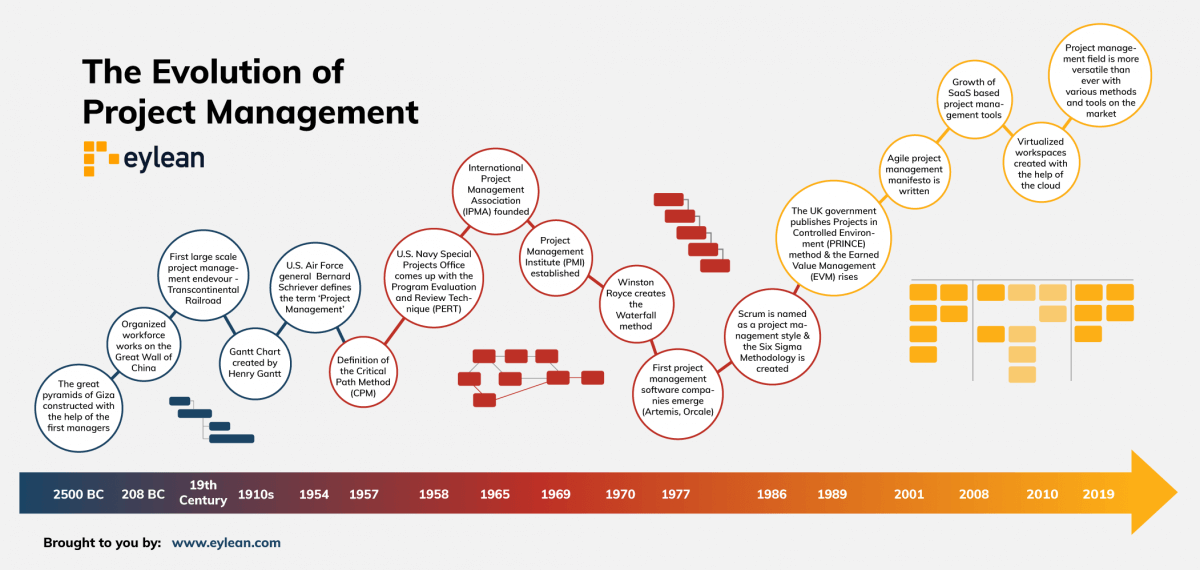 The Evolution of
Project Management
eylean
The great
pyramids of Giza
constructed with
the help of the
first managers
Organized
workforce
works on the
Great Wall of
China
First large scale
project manage-
ment endevour -
Transcontinental
Railroad
Gantt Chart
created by
Henry Gantt
U.S. Air Force
general Bernard
Schriever defines
the term ‘Project
Management’
Definition of
the Critical
Path Method
(CPM)
U.S. Navy Special
Projects Office
comes up with the
Program Evaluation
and Review Tech-
nique (PERT)
International
Project
Management
Association
(IPMA) founded
Project
Management
Institute (PMI)
established
Winston
Royce creates
the
Waterfall
method
First project
management
software compa-
nies emerge
(Artemis, Orcale)
Scrum is named
as a project ma-
nagement style &
the Six Sigma
Methodology is
created
The UK government
publishes Projects in
Controlled Environ-
ment (PRINCE)
method & the Earned
Value Management
(EVM) rises
Agile project
management
manifesto is
written
Growth of
SaaS based
project mana-
gement tools
Virtualized
workspaces
created with
the help of
the cloud
Project manage-
ment field is more
versatile than
ever with
various methods
and tools on the
market
2500 BC
208 BC
19th
Century
1910s
1954
1957
1958
1965
1969
1970
1977
1986
1989
2001
2008
2010
2019
Brought to you by: www.eylean.com